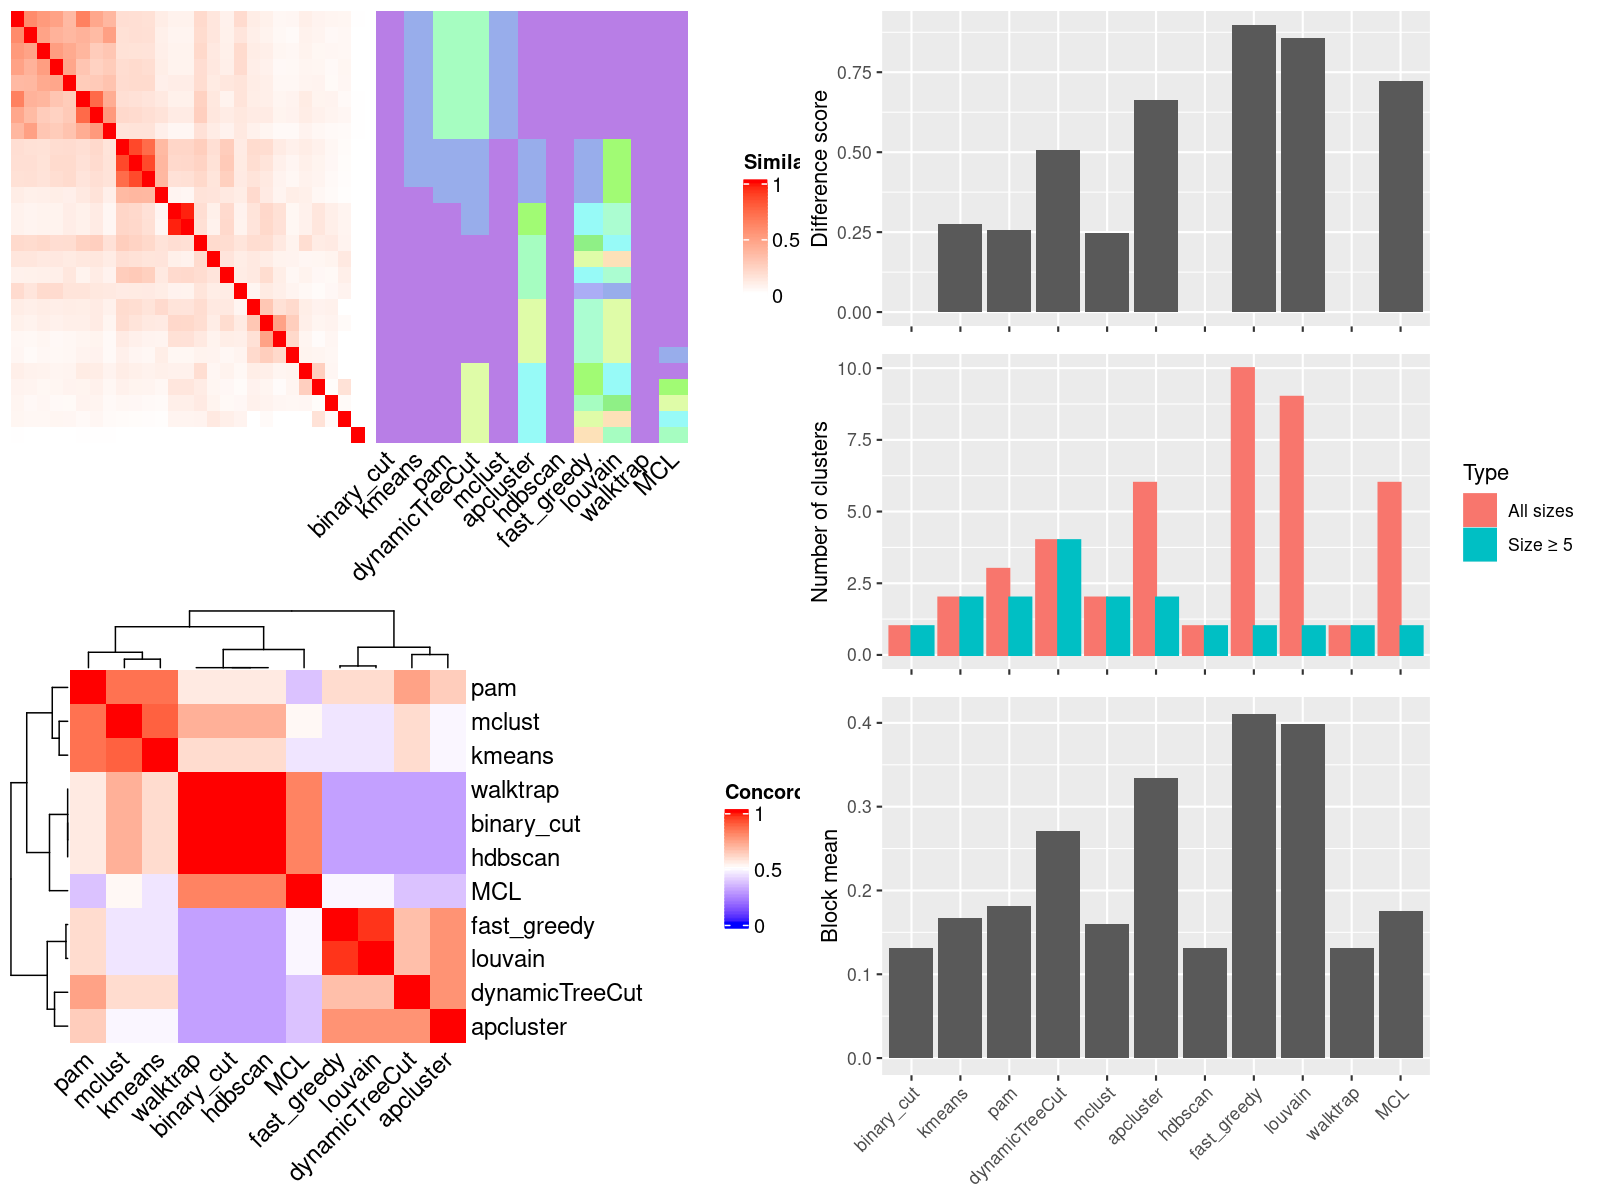 Simila
1
0.5
0
binary_cut
kmeans
pam
dynamicTreeCut
mclust
apcluster
hdbscan
fast_greedy
louvain
walktrap
MCL
pam
mclust
kmeans
walktrap
binary_cut
hdbscan
MCL
fast_greedy
louvain
dynamicTreeCut
apcluster
pam
mclust
kmeans
walktrap
binary_cut
hdbscan
MCL
fast_greedy
louvain
dynamicTreeCut
apcluster
Concord
1
0.5
0
Difference score
0.75
0.50
0.25
0.00
Number of clusters
10.0
7.5
5.0
2.5
0.0
Type
All sizes
Size ≥ 5
Block mean
0.4
0.3
0.2
0.1
0.0
binary_cut
kmeans
pam
dynamicTreeCut
mclust
apcluster
hdbscan
fast_greedy
louvain
walktrap
MCL